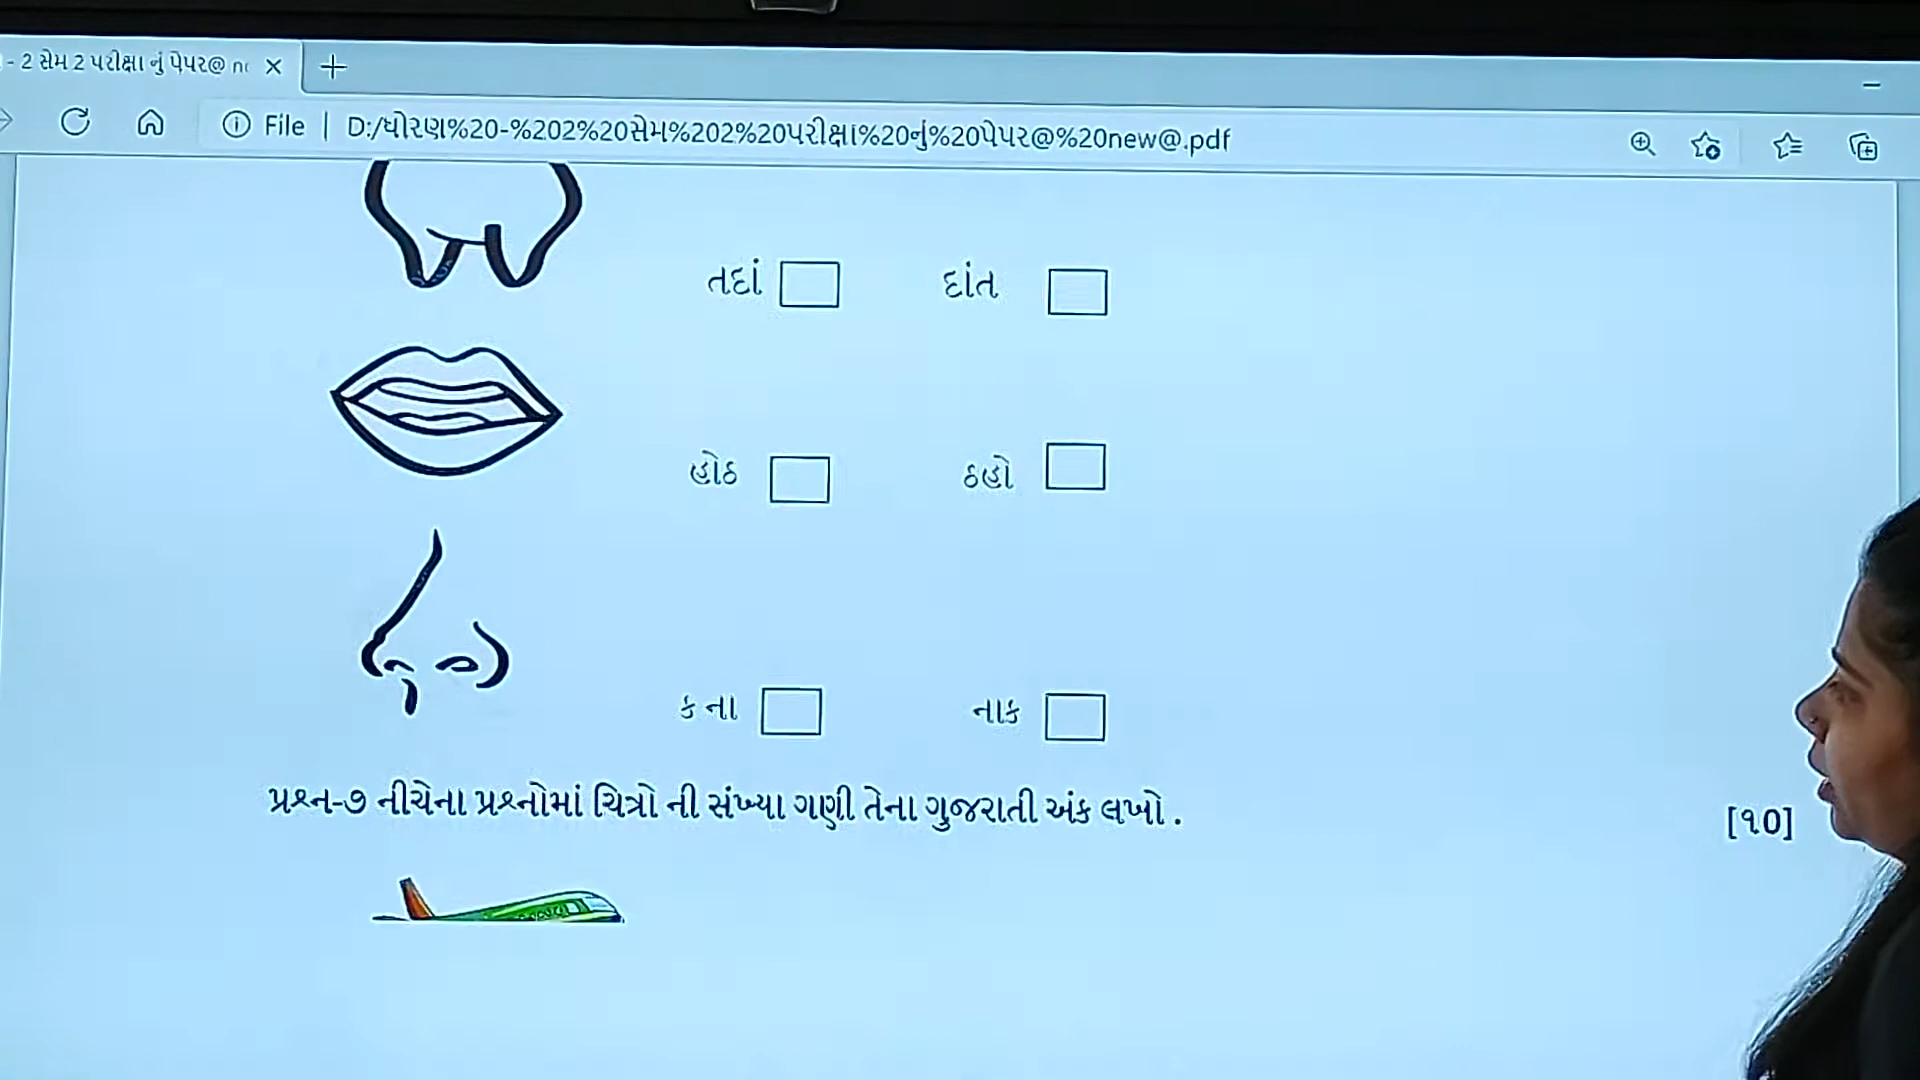 - 2 સેમ 2 પરીક્ષા નું પેપર@ n
File | D:/ધોરણ%20-%202%20સેમ%202%20પરીક્ષા%20નું%20પેપર@%20new@.pdf
તદાં દાંત
હોઠ ઠહો
ક ના નાક
પ્રશ્ન-૭ નીચેના પ્રશ્નોમાં ચિત્રો ની સંખ્યા ગણી તેના ગુજરાતી અંક લખો . [૧૦]